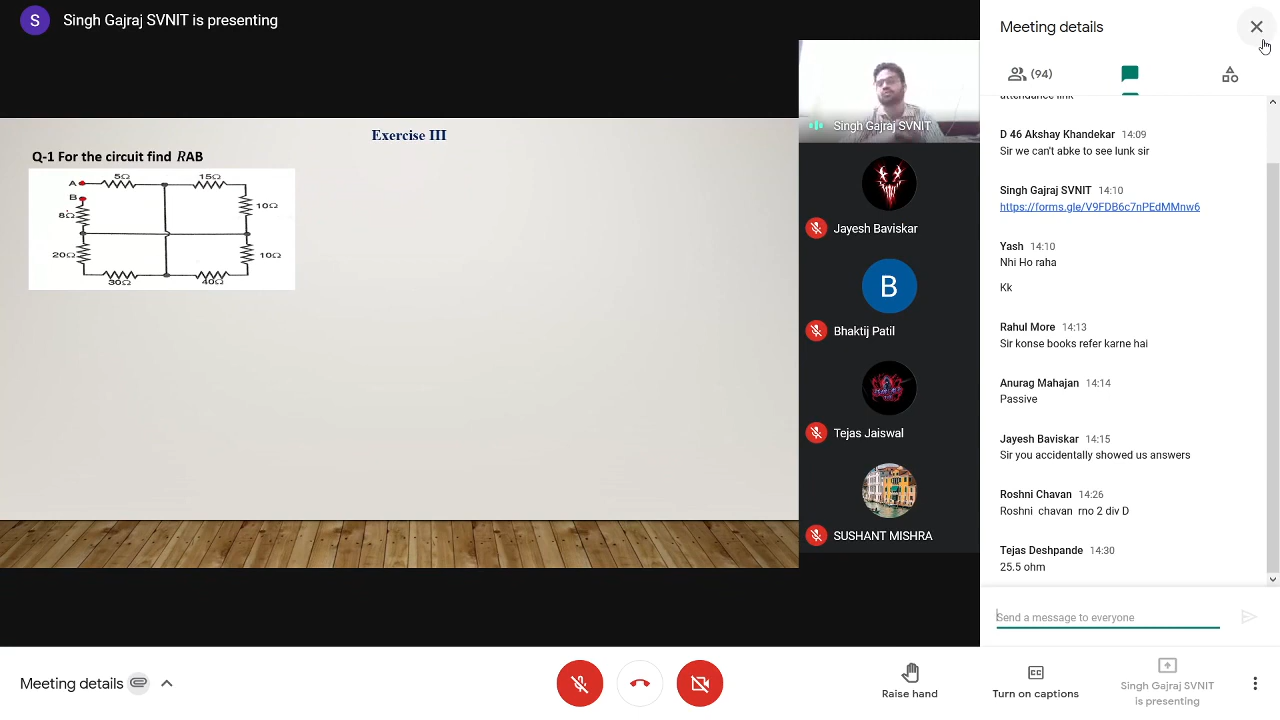 S
Singh Gajraj SVNIT is presenting
Exercise III
Q-1 For the circuit find RAB
A
5Ω
15Ω
B
8Ω
10Ω
20Ω
10Ω
30Ω
40Ω
Singh Gajraj SVNIT
Jayesh Baviskar
B
Bhaktij Patil
Tejas Jaiswal
SUSHANT MISHRA
Meeting details
(94)
attendance link
D 46 Akshay Khandekar 14:09
Sir we can't abke to see lunk sir
Singh Gajraj SVNIT 14:10
https://forms.gle/V9FDB6c7nPEdMMnw6
Yash 14:10
Nhi Ho raha
Kk
Rahul More 14:13
Sir konse books refer karne hai
Anurag Mahajan 14:14
Passive
Jayesh Baviskar 14:15
Sir you accidentally showed us answers
Roshni Chavan 14:26
Roshni chavan rno 2 div D
Tejas Deshpande 14:30
25.5 ohm
Send a message to everyone
Meeting details
Raise hand
CC
Turn on captions
Singh Gajraj SVNIT
is presenting